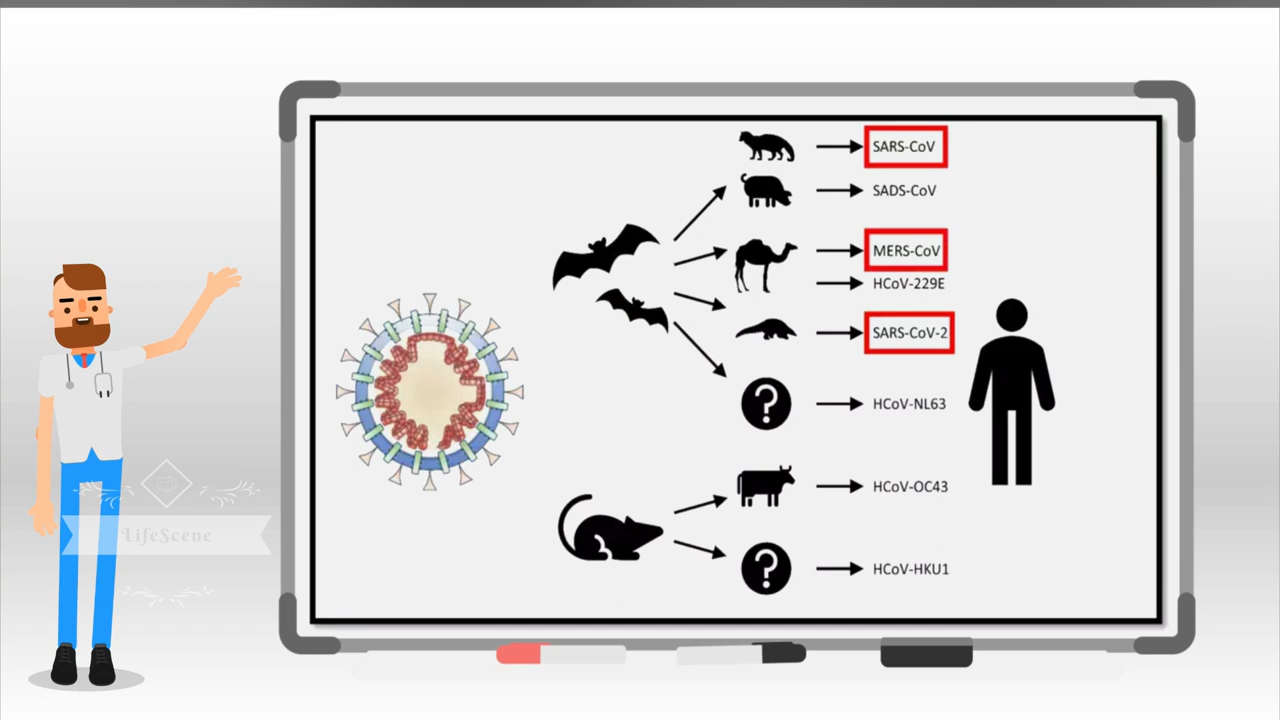 SARS-CoV
SADS-CoV
MERS-CoV
HCoV-229E
SARS-CoV-2
?
HCoV-NL63
HCoV-OC43
?
HCoV-HKU1
LifeScene